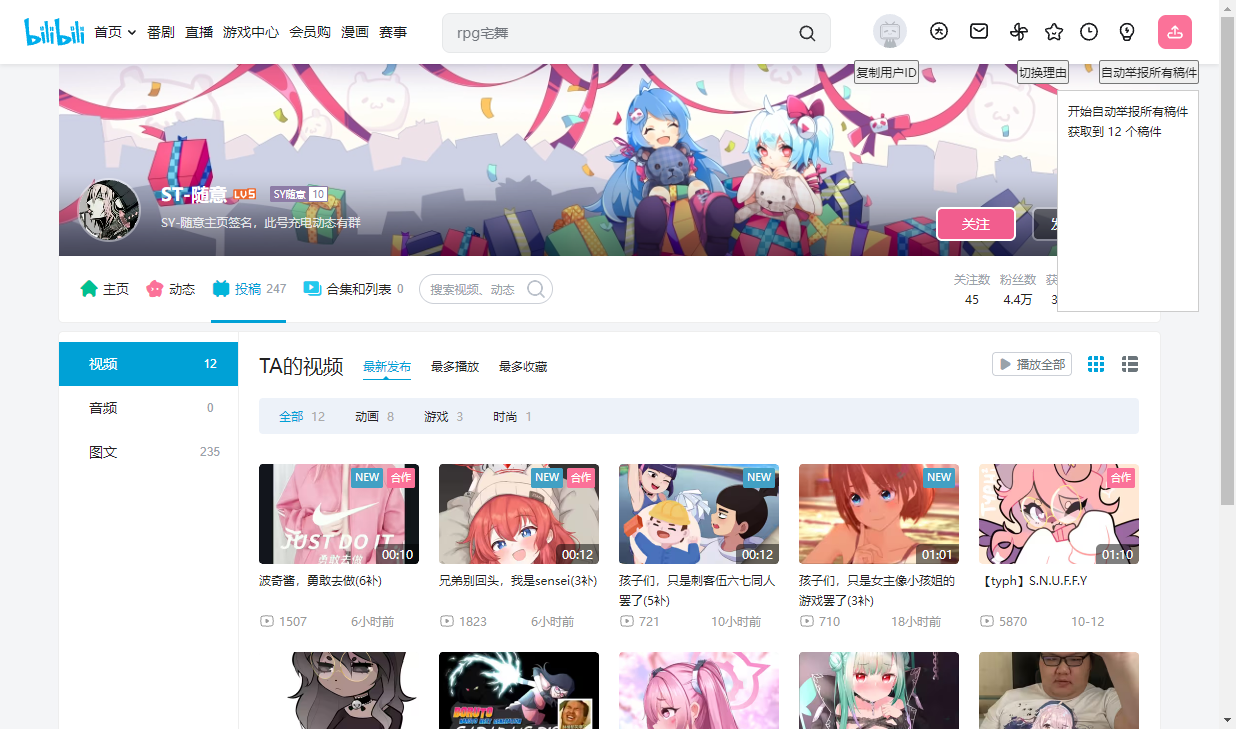 bilibili 首页 番剧 直播 游戏中心 会员购 漫画 赛事 rpg宅舞
复制用户ID 切换理由 自动举报所有稿件
开始自动举报所有稿件
获取到 12 个稿件
ST-随意 LV5 SY随意 10
SY-随意主页签名，此号充电动态有群
关注 发
主页 动态 投稿 247 合集和列表 0 搜索视频、动态
关注数 粉丝数 获
45 4.4万 3
视频 12
音频 0
图文 235
TA的视频 最新发布 最多播放 最多收藏 播放全部
全部 12 动画 8 游戏 3 时尚 1
NEW 合作 NEW 合作 NEW NEW 合作
JUST DO IT
勇敢去做
00:10 00:12 00:12 01:01 01:10
波奇酱，勇敢去做(6补)
兄弟别回头，我是sensei(3补)
孩子们，只是刺客伍六七同人
罢了(5补)
孩子们，只是女主像小孩姐的
游戏罢了(3补)
【typh】S.N.U.F.F.Y
1507 6小时前 1823 6小时前 721 10小时前 710 18小时前 5870 10-12
BORUTO